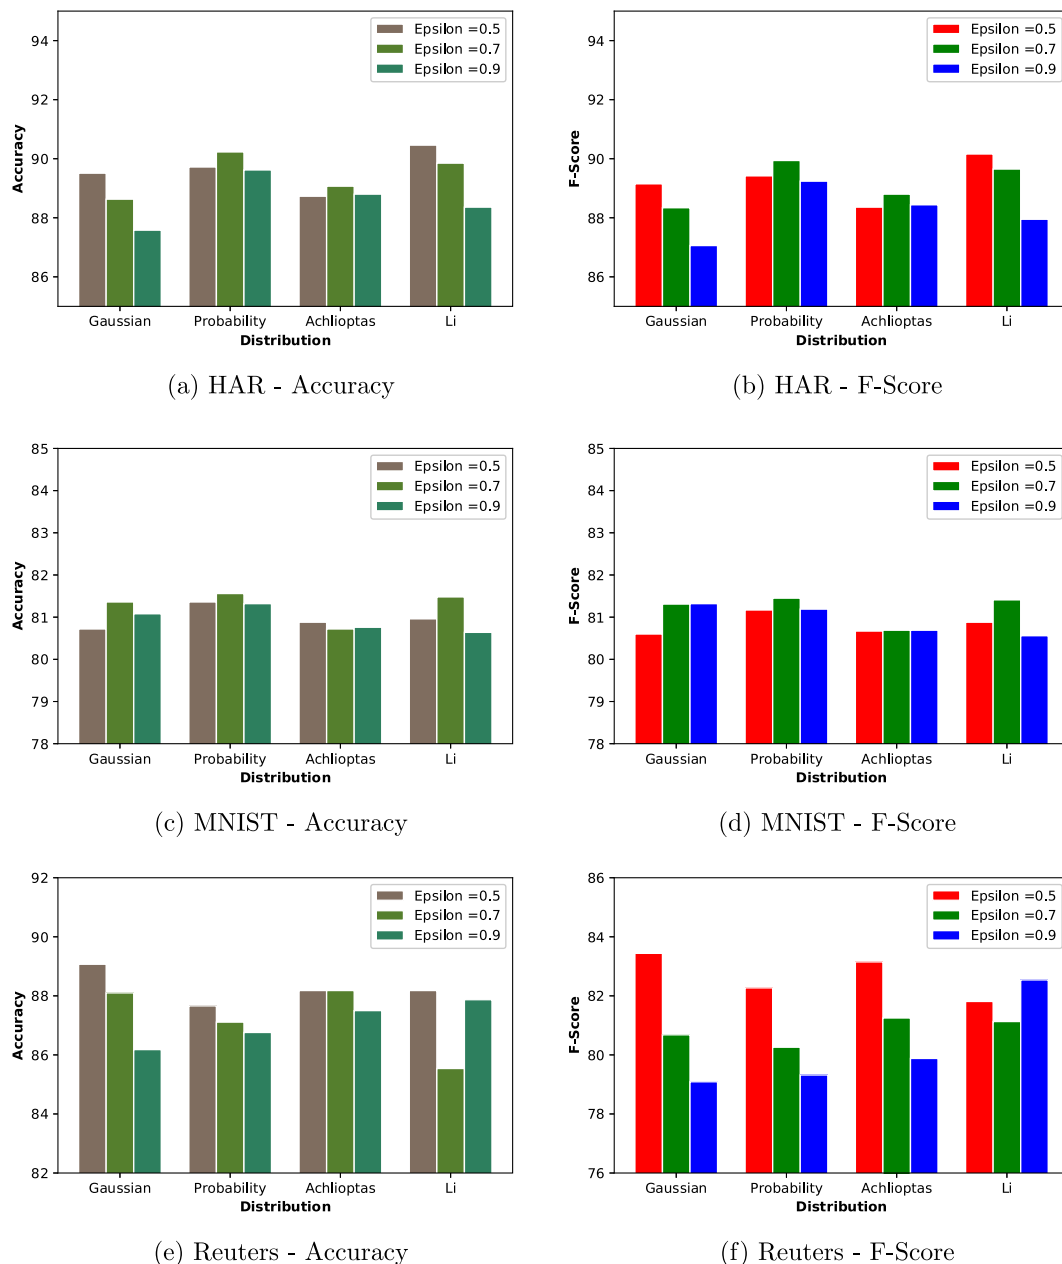 94
92
90
88
86
Accuracy
Epsilon =0.5
Epsilon =0.7
Epsilon =0.9
Gaussian Probability Achlioptas Li
Distribution
(a) HAR - Accuracy
94
92
90
88
86
F-Score
Epsilon =0.5
Epsilon =0.7
Epsilon =0.9
Gaussian Probability Achlioptas Li
Distribution
(b) HAR - F-Score
85
84
83
82
81
80
79
78
Accuracy
Epsilon =0.5
Epsilon =0.7
Epsilon =0.9
Gaussian Probability Achlioptas Li
Distribution
(c) MNIST - Accuracy
85
84
83
82
81
80
79
78
F-Score
Epsilon =0.5
Epsilon =0.7
Epsilon =0.9
Gaussian Probability Achlioptas Li
Distribution
(d) MNIST - F-Score
92
90
88
86
84
82
Accuracy
Epsilon =0.5
Epsilon =0.7
Epsilon =0.9
Gaussian Probability Achlioptas Li
Distribution
(e) Reuters - Accuracy
86
84
82
80
78
76
F-Score
Epsilon =0.5
Epsilon =0.7
Epsilon =0.9
Gaussian Probability Achlioptas Li
Distribution
(f) Reuters - F-Score